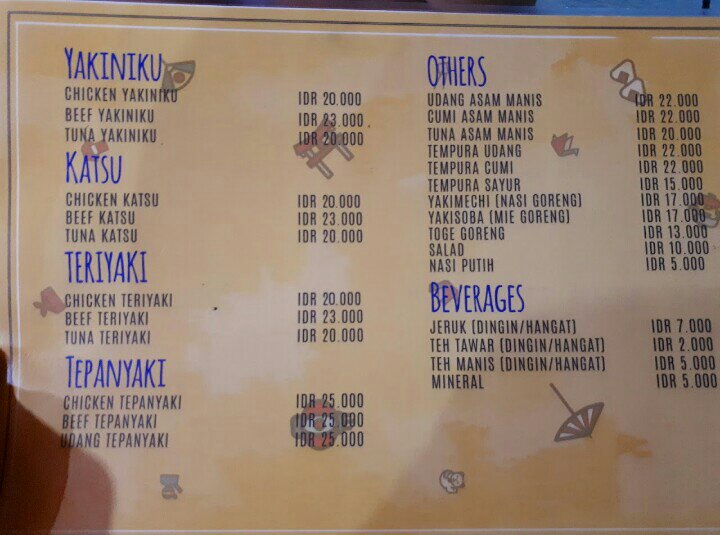 YAKINIKU
CHICKEN YAKINIKU IDR 20.000
BEEF YAKINIKU IDR 23.000
TUNA YAKINIKU IDR 20.000
KATSU
CHICKEN KATSU IDR 20.000
BEEF KATSU IDR 23.000
TUNA KATSU IDR 20.000
TERIYAKI
CHICKEN TERIYAKI IDR 20.000
BEEF TERIYAKI IDR 23.000
TUNA TERIYAKI IDR 20.000
TEPANYAKI
CHICKEN TEPANYAKI IDR 25.000
BEEF TEPANYAKI IDR 25.000
UDANG TEPANYAKI IDR 25.000
OTHERS
UDANG ASAM MANIS IDR 22.000
CUMI ASAM MANIS IDR 22.000
TUNA ASAM MANIS IDR 20.000
TEMPURA UDANG IDR 22.000
TEMPURA CUMI IDR 22.000
TEMPURA SAYUR IDR 15.000
YAKIMECHI (NASI GORENG) IDR 17.000
YAKISOBA (MIE GORENG) IDR 17.000
TOGE GORENG IDR 13.000
SALAD IDR 10.000
NASI PUTIH IDR 5.000
BEVERAGES
JERUK (DINGIN/HANGAT) IDR 7.000
TEH TAWAR (DINGIN/HANGAT) IDR 2.000
TEH MANIS (DINGIN/HANGAT) IDR 5.000
MINERAL IDR 5.000